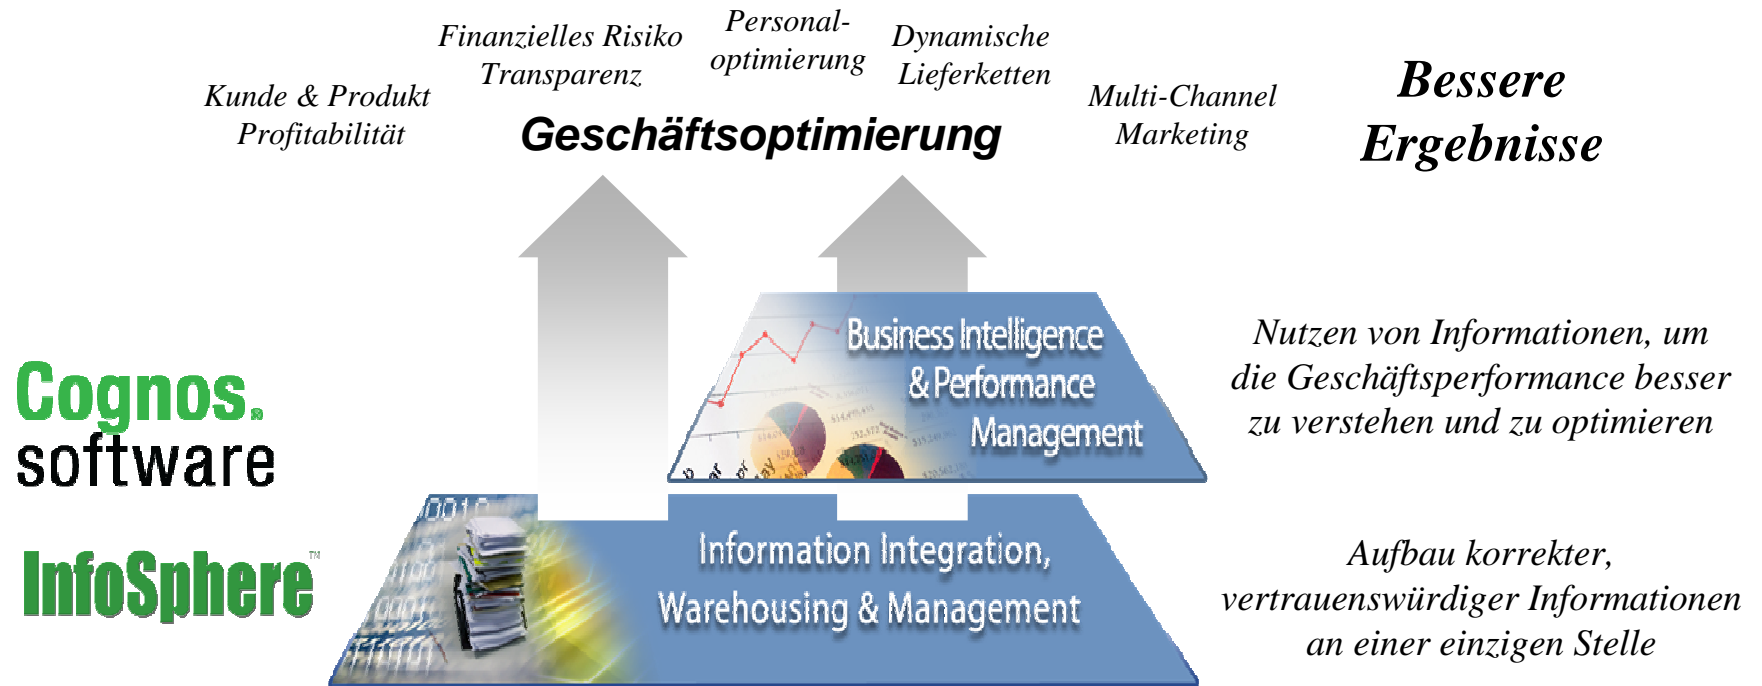 Kunde & Produkt
Profitabilität
Finanzielles Risiko
Transparenz
Personal-
optimierung
Dynamische
Lieferketten
Multi-Channel
Marketing
Geschäftsoptimierung
Bessere
Ergebnisse
Business Intelligence
& Performance
Management
Nutzen von Informationen, um
die Geschäftsperformance besser
zu verstehen und zu optimieren
Cognos®
software
InfoSphere™
Information Integration,
Warehousing & Management
Aufbau korrekter,
vertrauenswürdiger Informationen
an einer einzigen Stelle